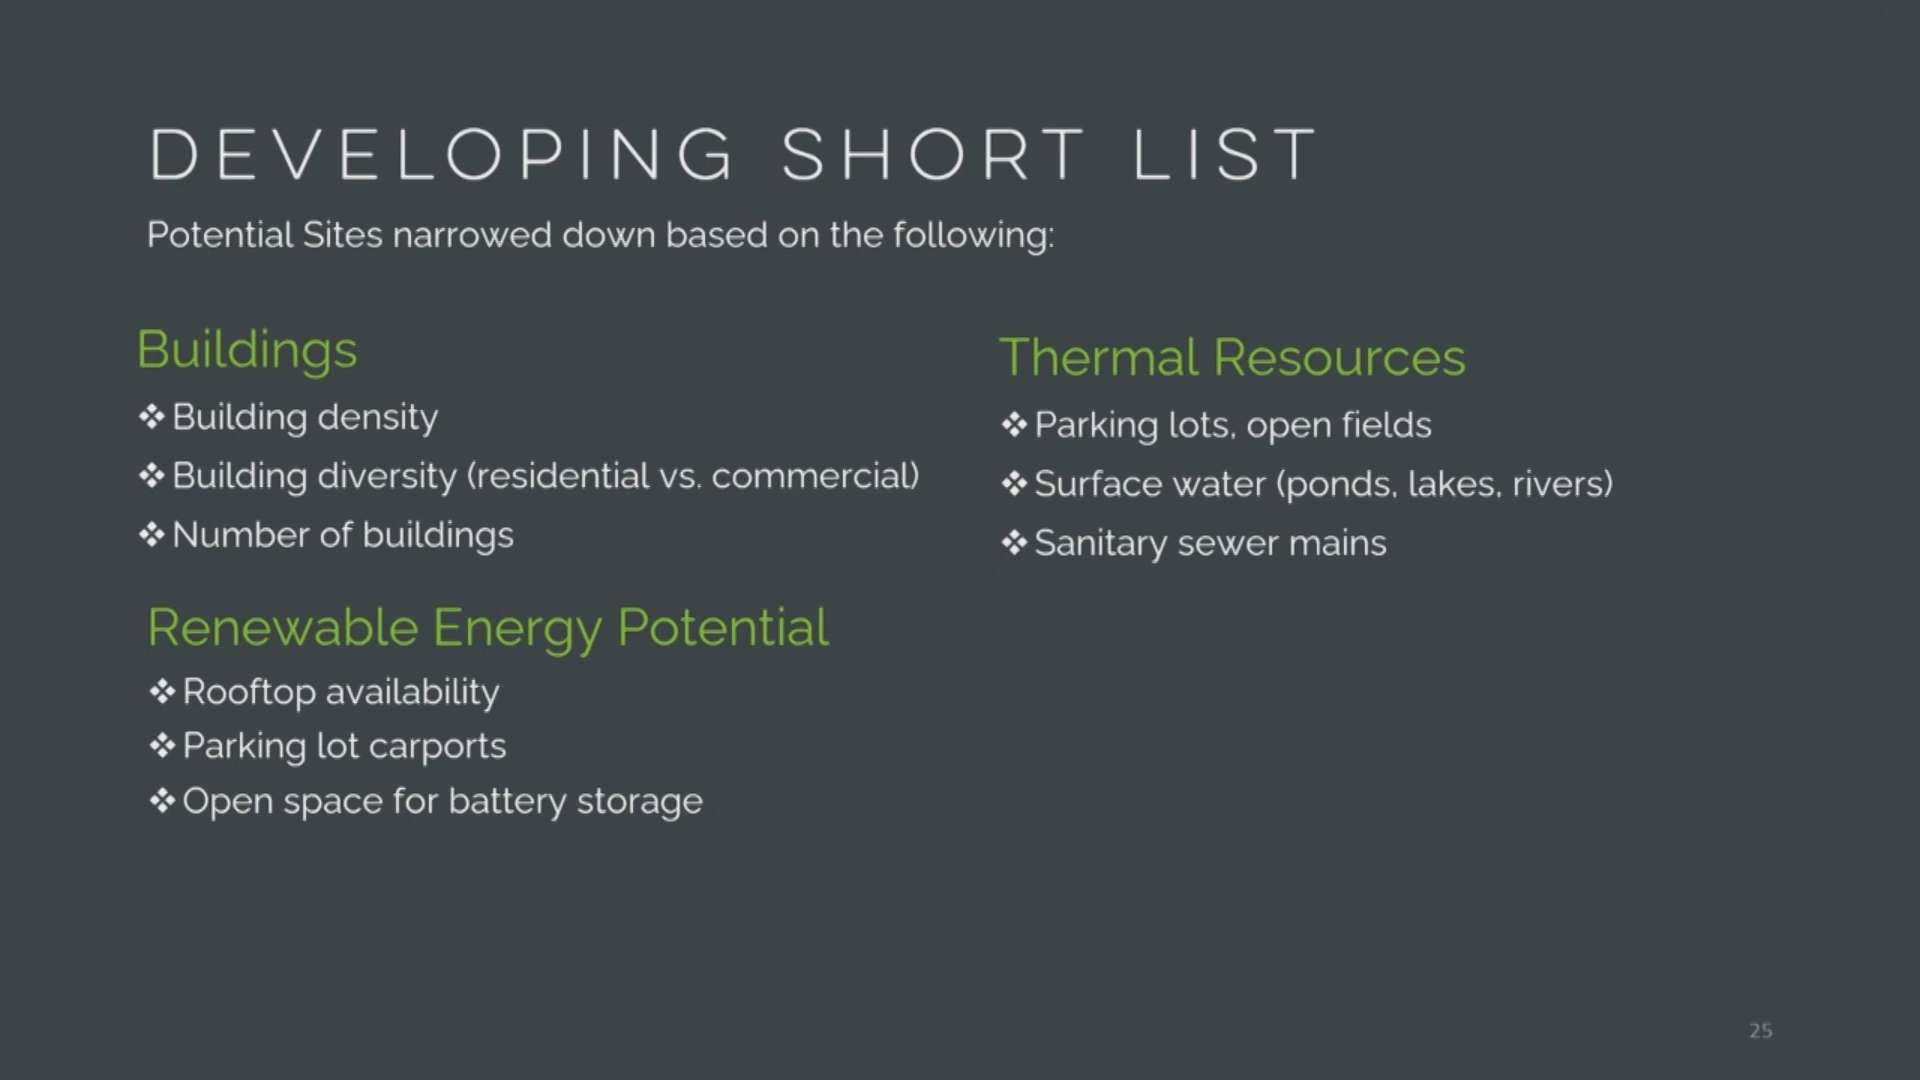 DEVELOPING SHORT LIST
Potential Sites narrowed down based on the following:
Buildings
❖ Building density
❖ Building diversity (residential vs. commercial)
❖ Number of buildings
Thermal Resources
❖ Parking lots, open fields
❖ Surface water (ponds, lakes, rivers)
❖ Sanitary sewer mains
Renewable Energy Potential
❖ Rooftop availability
❖ Parking lot carports
❖ Open space for battery storage
25